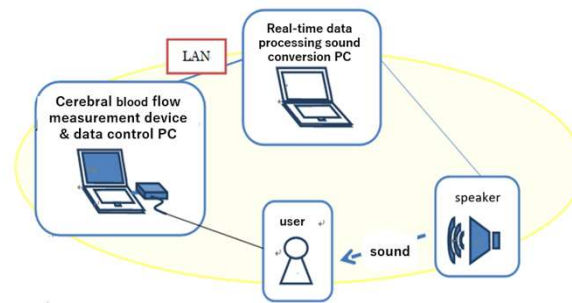 Real-time data
processing sound
conversion PC
LAN
Cerebral blood flow
measurement device
& data control PC
speaker
user
sound